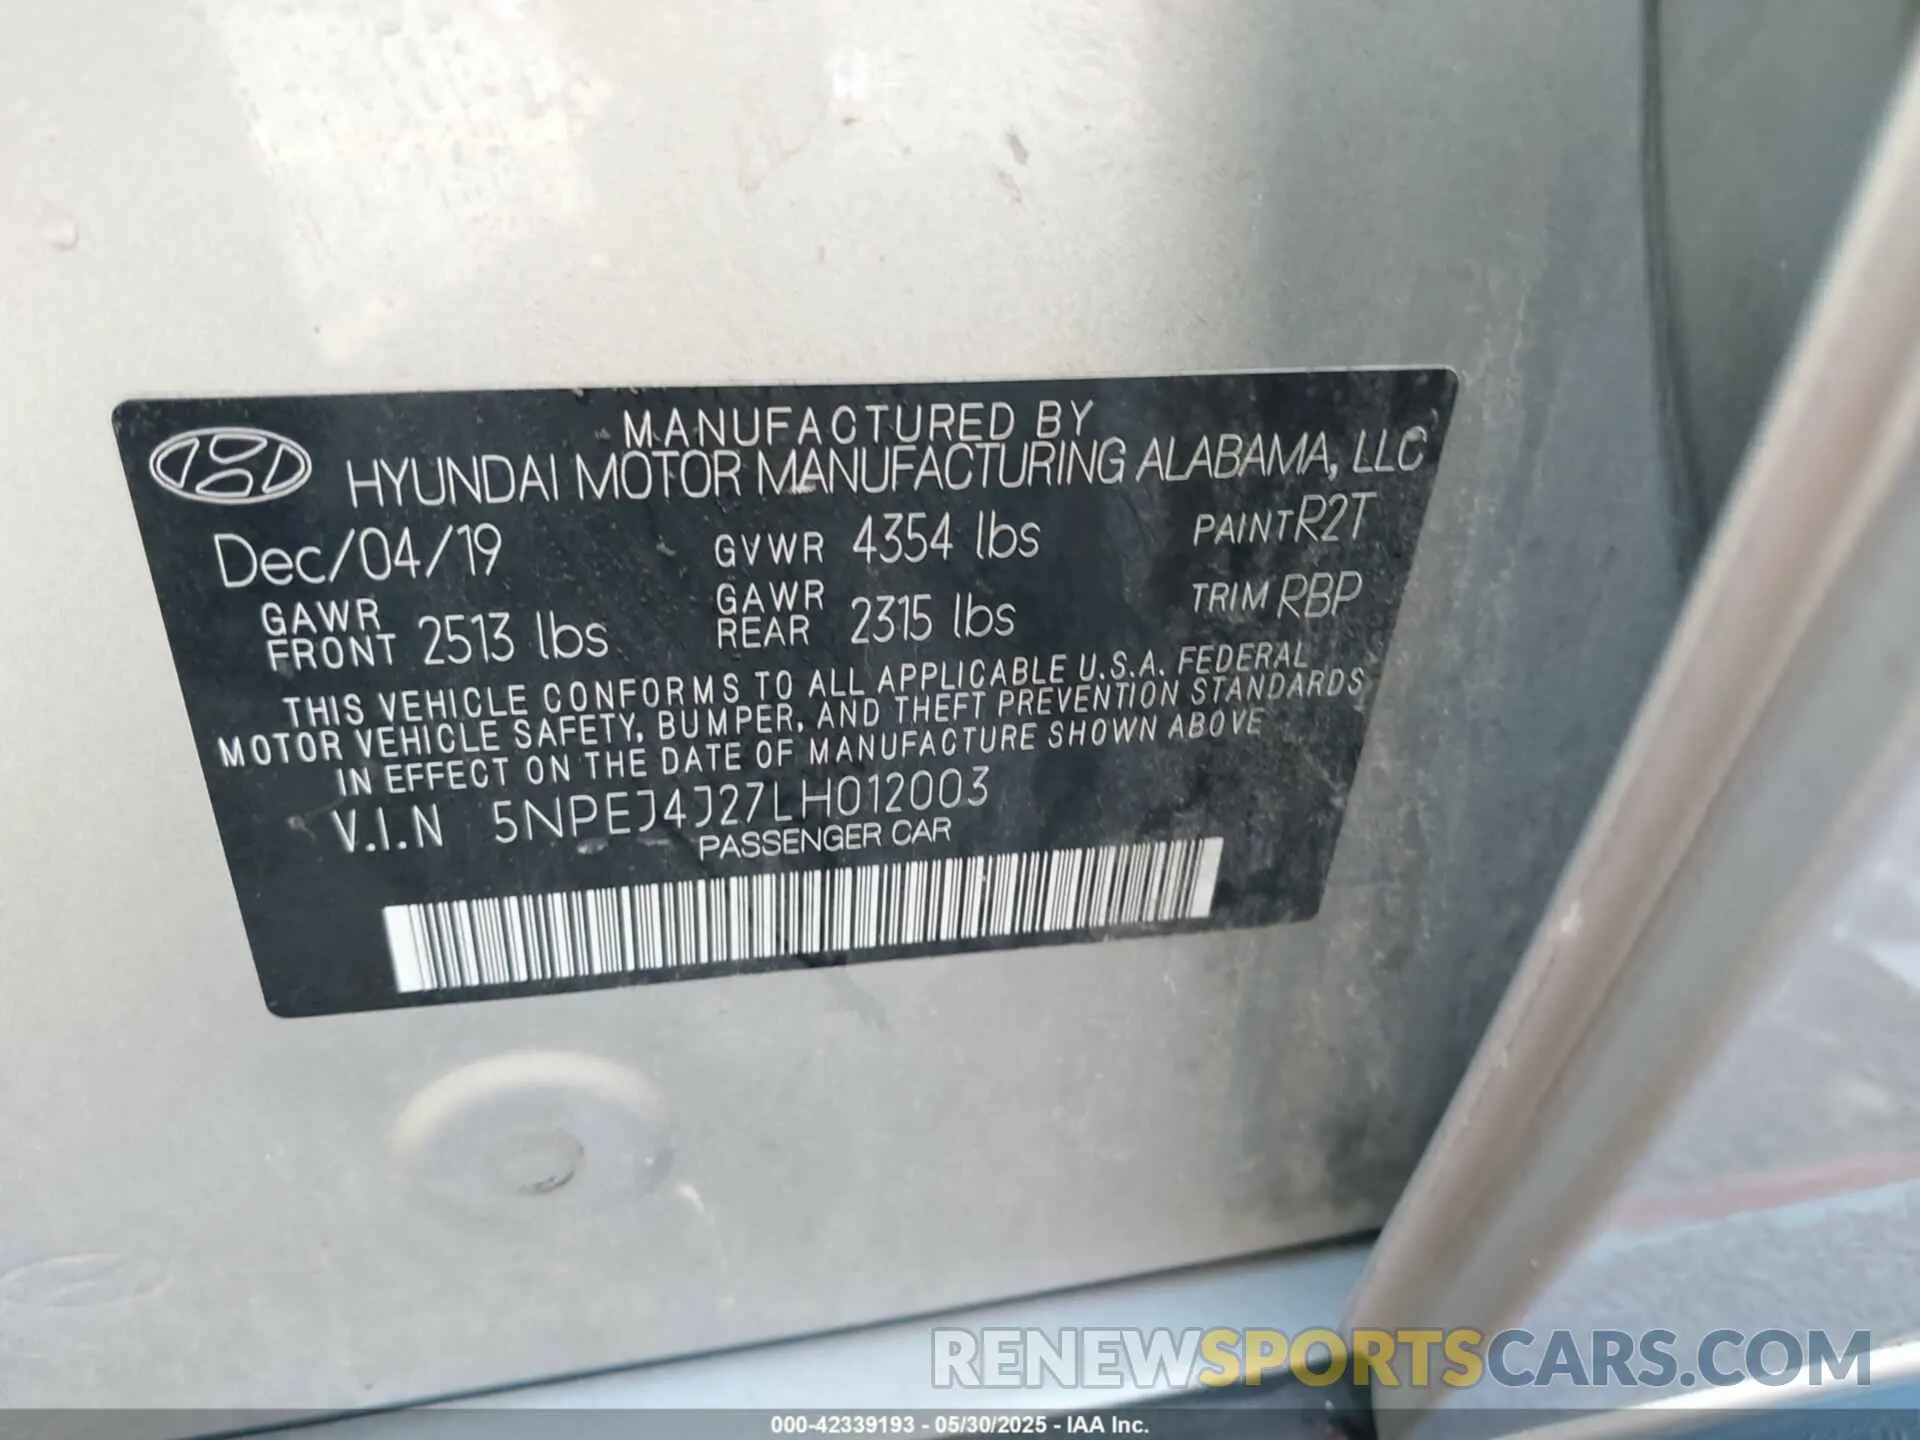 MANUFACTURED BY
HYUNDAI MOTOR MANUFACTURING ALABAMA, LLC
Dec/04/19 GVWR 4354 lbs PAINT R2T
GAWR FRONT 2513 lbs GAWR REAR 2315 lbs TRIM RBP
THIS VEHICLE CONFORMS TO ALL APPLICABLE U.S.A. FEDERAL
MOTOR VEHICLE SAFETY, BUMPER, AND THEFT PREVENTION STANDARDS
IN EFFECT ON THE DATE OF MANUFACTURE SHOWN ABOVE
V.I.N 5NPEJ4J27LH012003
PASSENGER CAR
RENEWSPORTSCARS.COM
000-42339193 - 05/30/2025 - IAA Inc.